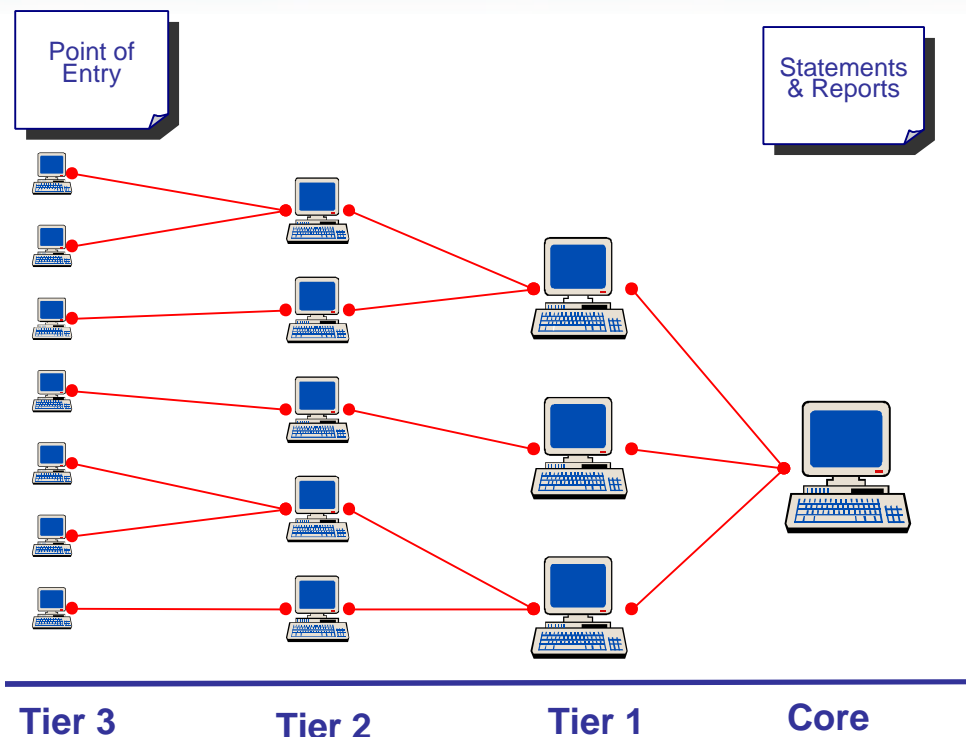 Point of
Entry
Statements
& Reports
Tier 3
Tier 2
Tier 1
Core